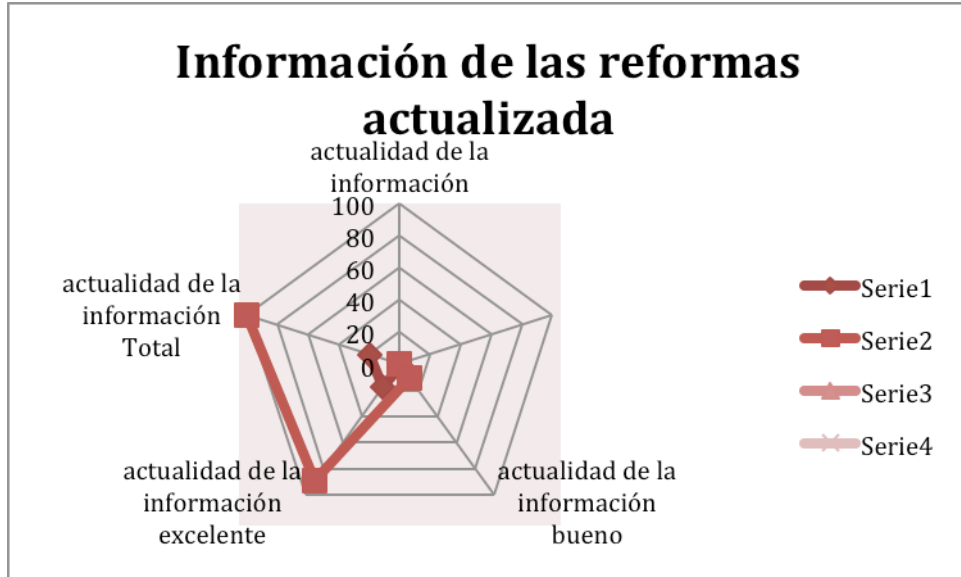 Información de las reformas
actualizada
actualidad de la
información
100
80
60
40
20
0
actualidad de la
información
Total
actualidad de la
información
excelente
actualidad de la
información
bueno
Serie1
Serie2
Serie3
Serie4